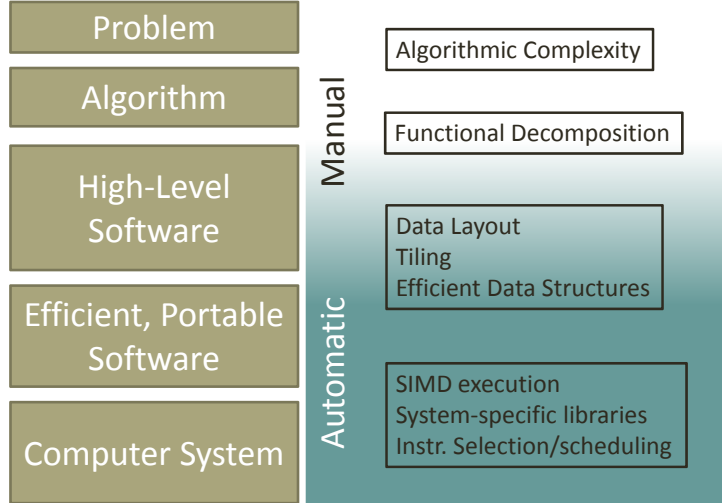 Problem
Algorithm
High-Level
Software
Efficient, Portable
Software
Computer System
Manual
Automatic
Algorithmic Complexity
Functional Decomposition
Data Layout
Tiling
Efficient Data Structures
SIMD execution
System-specific libraries
Instr. Selection/scheduling